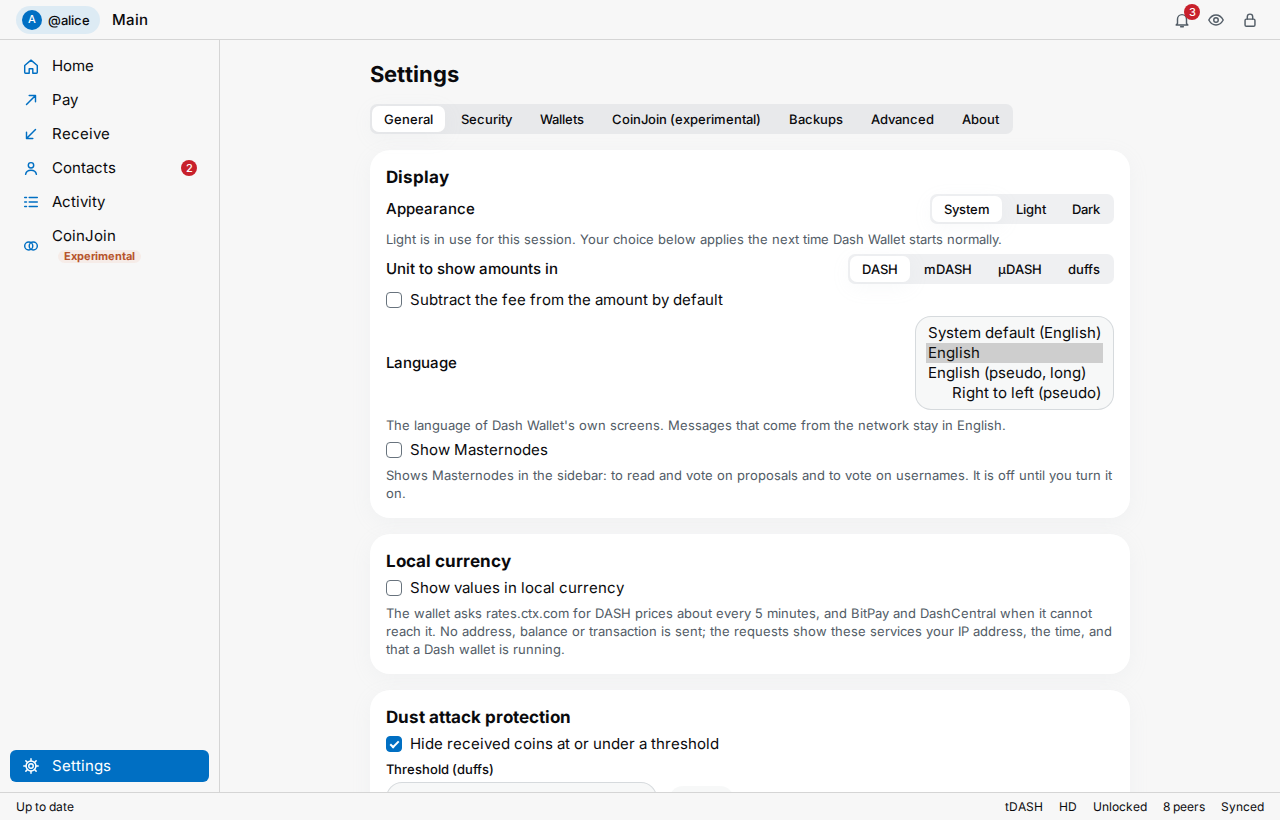 A @alice Main 3
Home
Pay
Receive
Contacts 2
Activity
CoinJoin
Experimental
Settings
Settings
General Security Wallets CoinJoin (experimental) Backups Advanced About
Display
Appearance System Light Dark
Light is in use for this session. Your choice below applies the next time Dash Wallet starts normally.
Unit to show amounts in DASH mDASH µDASH duffs
Subtract the fee from the amount by default
Language
System default (English)
English
English (pseudo, long)
Right to left (pseudo)
The language of Dash Wallet's own screens. Messages that come from the network stay in English.
Show Masternodes
Shows Masternodes in the sidebar: to read and vote on proposals and to vote on usernames. It is off until you turn it
on.
Local currency
Show values in local currency
The wallet asks rates.ctx.com for DASH prices about every 5 minutes, and BitPay and DashCentral when it cannot
reach it. No address, balance or transaction is sent; the requests show these services your IP address, the time, and
that a Dash wallet is running.
Dust attack protection
Hide received coins at or under a threshold
Threshold (duffs)
Up to date tDASH HD Unlocked 8 peers Synced